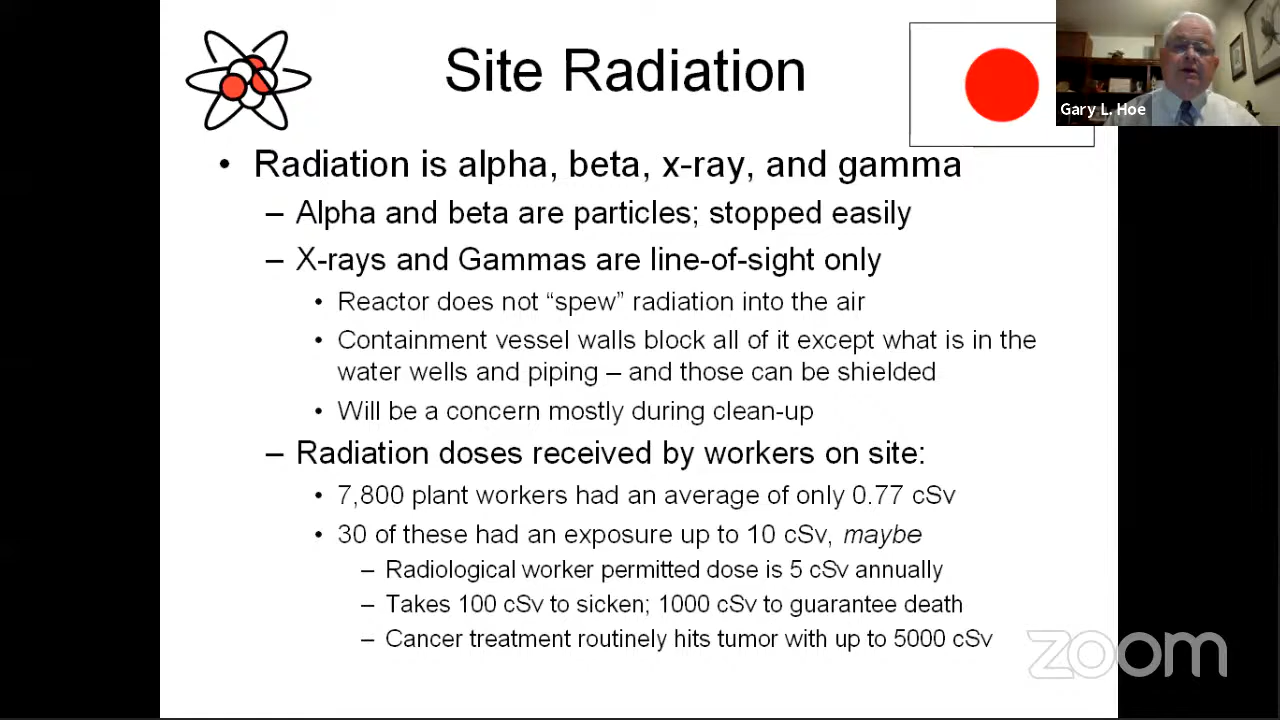 Site Radiation
Gary L. Hoe
• Radiation is alpha, beta, x-ray, and gamma
– Alpha and beta are particles; stopped easily
– X-rays and Gammas are line-of-sight only
• Reactor does not “spew” radiation into the air
• Containment vessel walls block all of it except what is in the
water wells and piping – and those can be shielded
• Will be a concern mostly during clean-up
– Radiation doses received by workers on site:
• 7,800 plant workers had an average of only 0.77 cSv
• 30 of these had an exposure up to 10 cSv, maybe
– Radiological worker permitted dose is 5 cSv annually
– Takes 100 cSv to sicken; 1000 cSv to guarantee death
– Cancer treatment routinely hits tumor with up to 5000 cSv
zoom